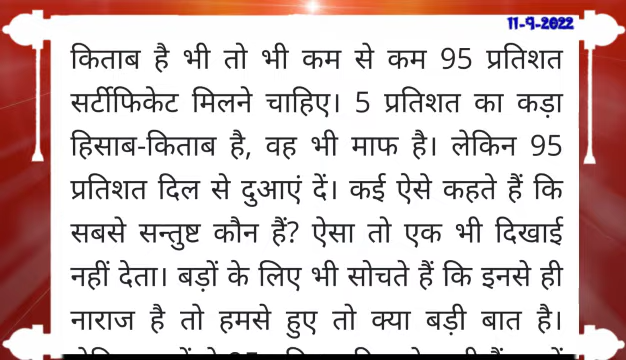 11-9-2022
किताब है भी तो भी कम से कम 95 प्रतिशत
सर्टीफिकेट मिलने चाहिए। 5 प्रतिशत का कड़ा
हिसाब-किताब है, वह भी माफ है। लेकिन 95
प्रतिशत दिल से दुआएं दें। कई ऐसे कहते हैं कि
सबसे सन्तुष्ट कौन हैं? ऐसा तो एक भी दिखाई
नहीं देता। बड़ों के लिए भी सोचते हैं कि इनसे ही
नाराज है तो हमसे हुए तो क्या बड़ी बात है।